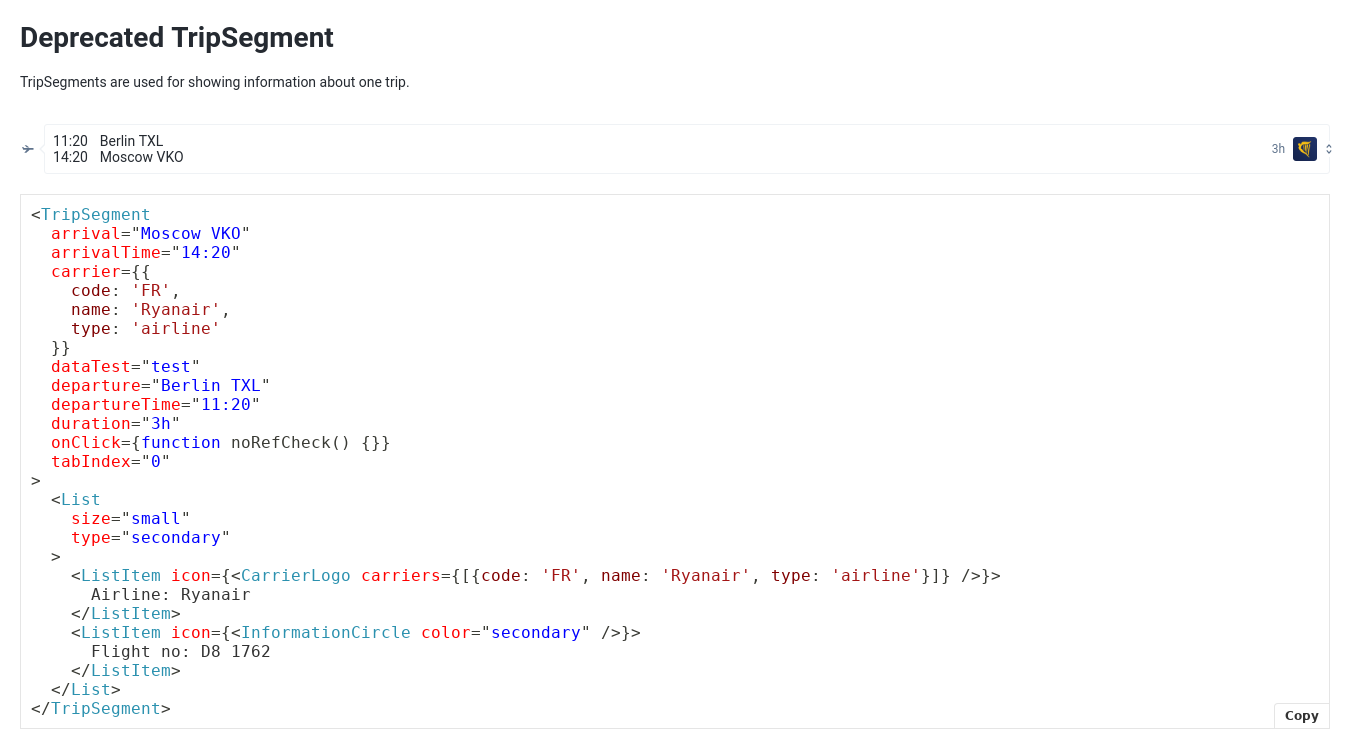 Deprecated TripSegment
TripSegments are used for showing information about one trip.
11:20 Berlin TXL
14:20 Moscow VKO
3h
<TripSegment
  arrival="Moscow VKO"
  arrivalTime="14:20"
  carrier={{
    code: 'FR',
    name: 'Ryanair',
    type: 'airline'
  }}
  dataTest="test"
  departure="Berlin TXL"
  departureTime="11:20"
  duration="3h"
  onClick={function noRefCheck() {}}
  tabIndex="0"
>
  <List
    size="small"
    type="secondary"
  >
    <ListItem icon={<CarrierLogo carriers={[{code: 'FR', name: 'Ryanair', type: 'airline'}]} />}>
      Airline: Ryanair
    </ListItem>
    <ListItem icon={<InformationCircle color="secondary" />}>
      Flight no: D8 1762
    </ListItem>
  </List>
</TripSegment>
Copy